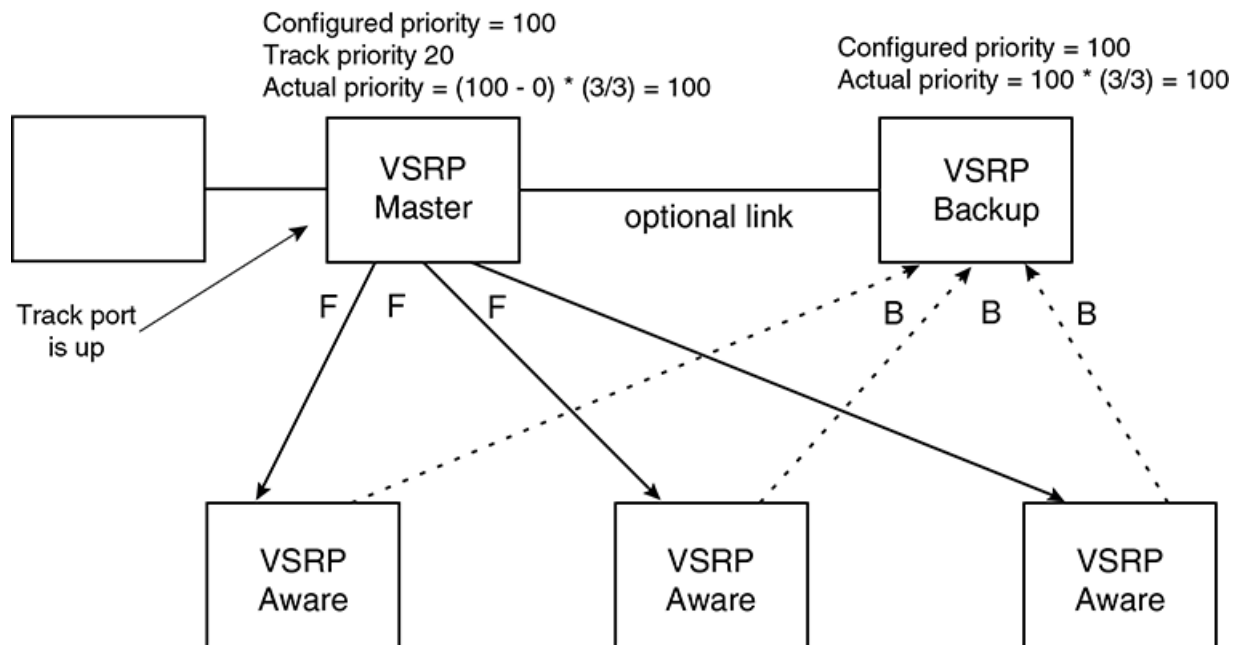 Configured priority = 100
Track priority 20
Actual priority = (100 - 0) * (3/3) = 100
Configured priority = 100
Actual priority = 100 * (3/3) = 100
VSRP
Master
optional link
VSRP
Backup
Track port
is up
F
F
F
B
B
B
VSRP
Aware
VSRP
Aware
VSRP
Aware